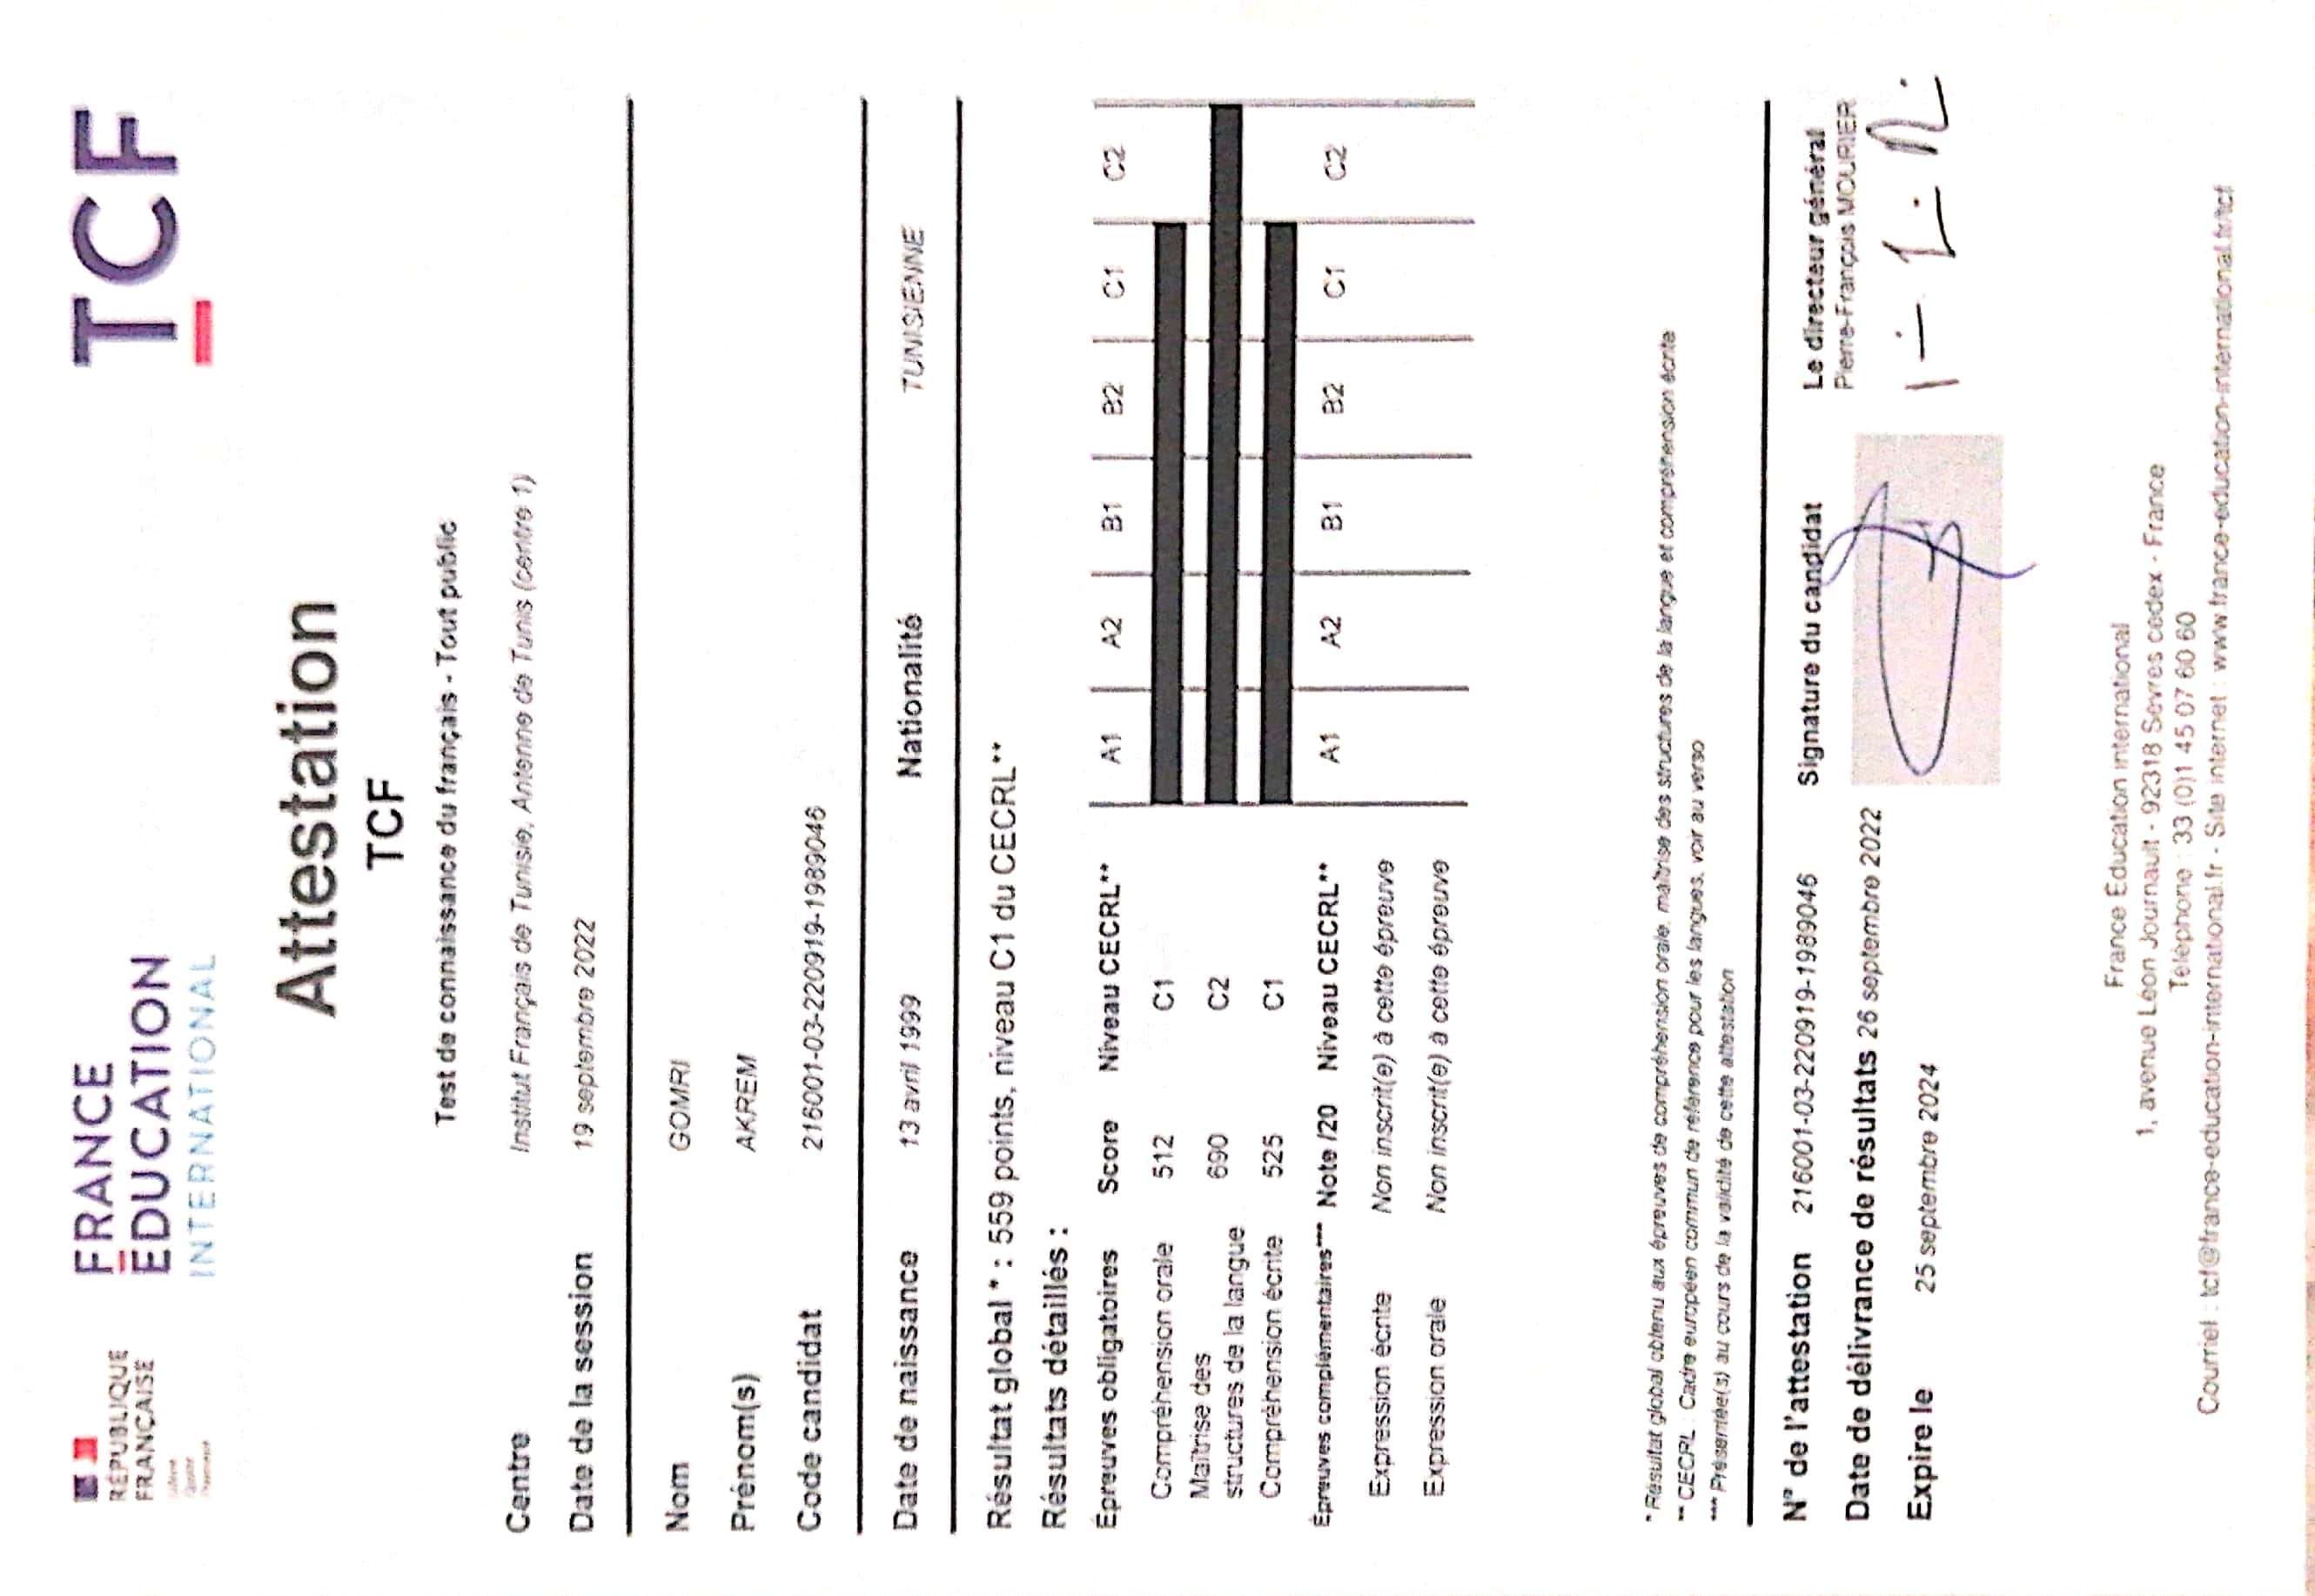 RÉPUBLIQUE
FRANÇAISE
FRANCE
ÉDUCATION
INTERNATIONAL
TCF
Attestation
TCF
Test de connaissance du français - Tout public
Centre Institut Français de Tunisie, Antenne de Tunis (centre 1)
Date de la session 19 septembre 2022
Nom GOMRI
Prénom(s) AKREM
Code candidat 216001-03-220919-1989046
Date de naissance 13 avril 1999 Nationalité TUNISIENNE
Résultat global * : 559 points, niveau C1 du CECRL**
Résultats détaillés :
Épreuves obligatoires Score Niveau CECRL** A1 A2 B1 B2 C1 C2
Compréhension orale 512 C1
Maîtrise des
structures de la langue 690 C2
Compréhension écrite 525 C1
Épreuves complémentaires*** Note /20 Niveau CECRL** A1 A2 B1 B2 C1 C2
Expression écrite Non inscrit(e) à cette épreuve
Expression orale Non inscrit(e) à cette épreuve
* Résultat global obtenu aux épreuves de compréhension orale, maîtrise des structures de la langue et compréhension écrite
** CECRL : Cadre européen commun de référence pour les langues, voir au verso
*** Présentée(s) au cours de la validité de cette attestation
N° de l'attestation 216001-03-220919-1989046 Signature du candidat Le directeur général
Pierre-François MOURIER
Date de délivrance de résultats 26 septembre 2022
Expire le 25 septembre 2024
France Éducation international
1, avenue Léon Journault - 92318 Sèvres cedex - France
Téléphone : 33 (0)1 45 07 60 60
Courriel : tcf@france-education-international.fr - Site internet : www.france-education-international.fr/tcf